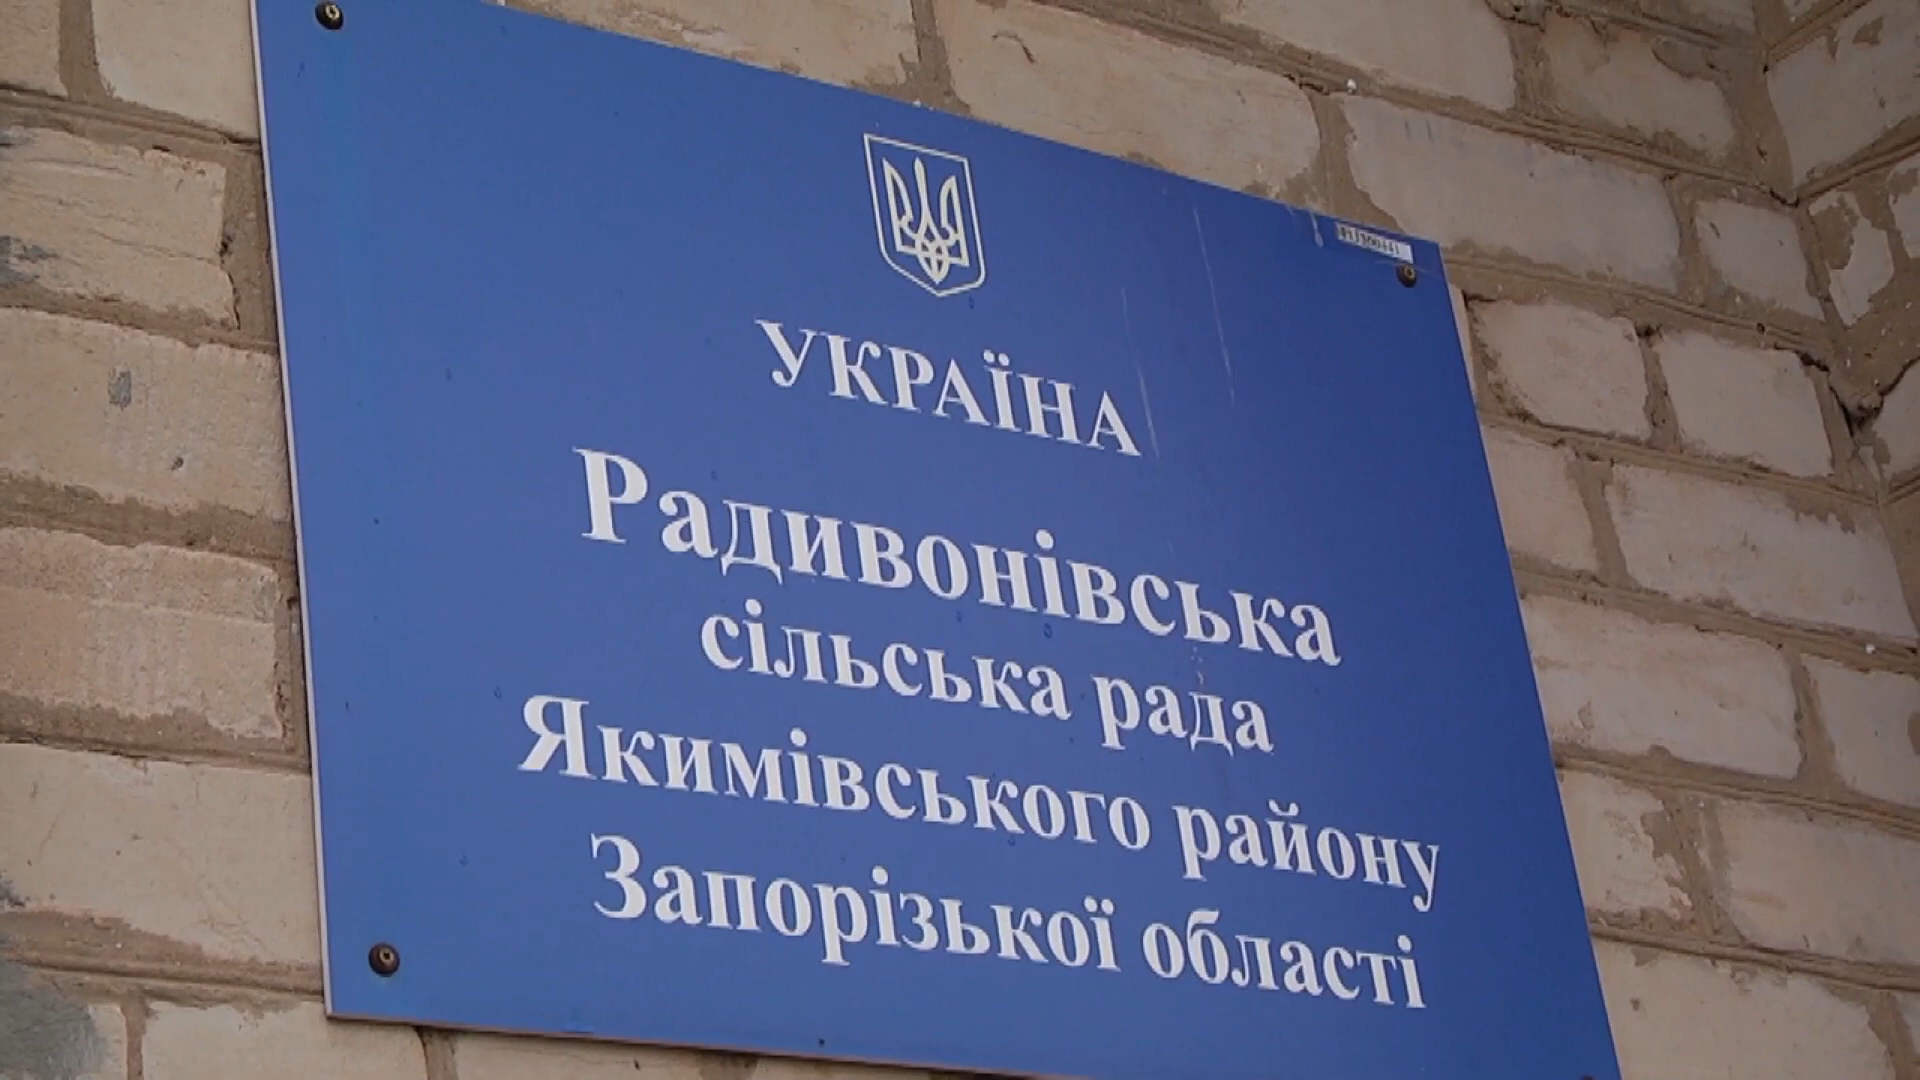 УКРАЇНА
Радивонівська
сільська рада
Якимівського району
Запорізької області